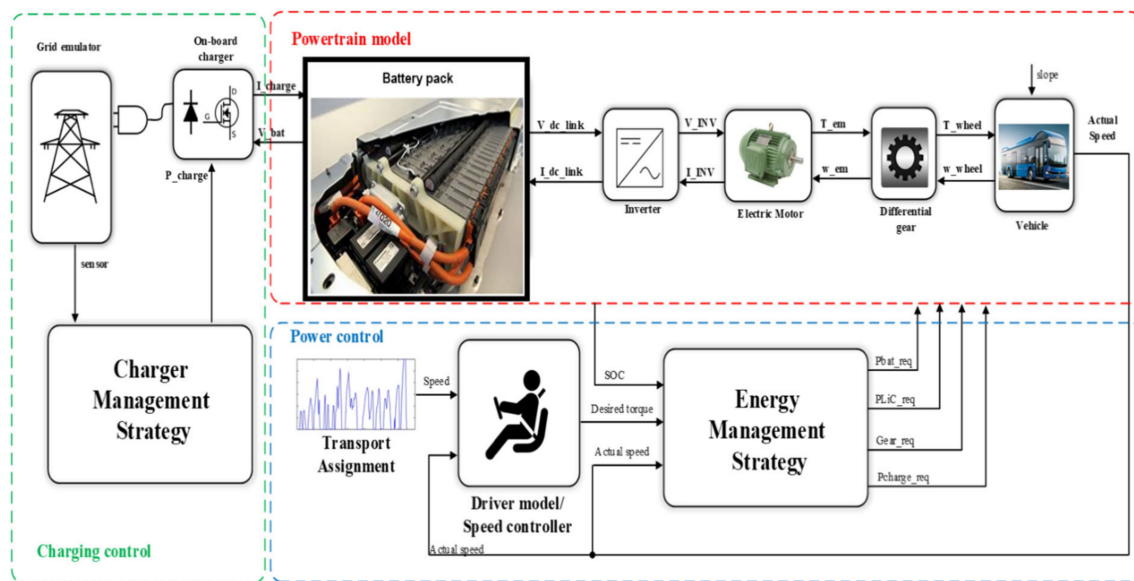 Grid emulator
On-board
charger
D
G
S
I_charge
V_bat
P_charge
sensor
Charger
Management
Strategy
Charging control
Powertrain model
Battery pack
V_dc_link
I_dc_link
Inverter
V_INV
I_INV
Electric Motor
T_em
w_em
Differential
gear
T_wheel
w_wheel
slope
Vehicle
Actual
Speed
Power control
Transport
Assignment
Speed
Driver model/
Speed controller
Actual speed
SOC
Desired torque
Actual speed
Energy
Management
Strategy
Pbat_req
PLiC_req
Gear_req
Pcharge_req